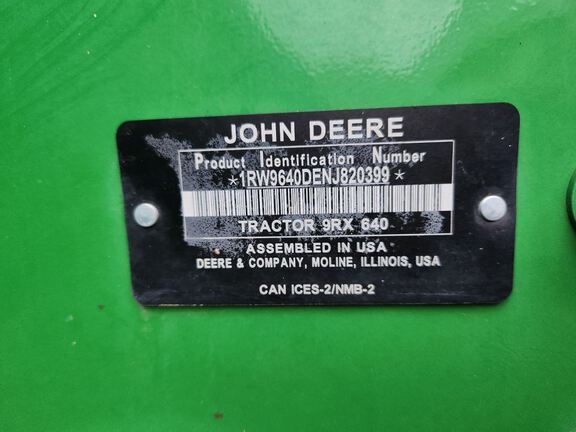 JOHN DEERE
Product Identification Number
*1RW9640DENJ820399*
TRACTOR 9RX 640
ASSEMBLED IN USA
DEERE & COMPANY, MOLINE, ILLINOIS, USA
CAN ICES-2/NMB-2